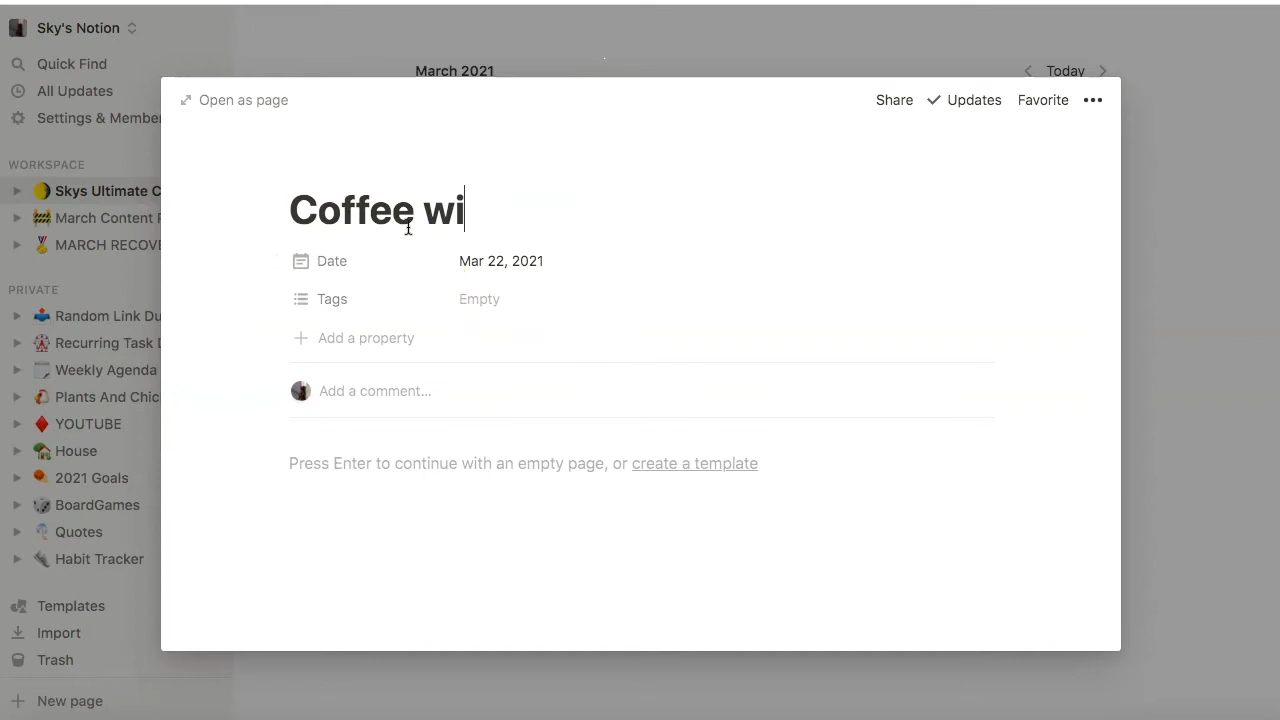 Sky's Notion
Quick Find
All Updates
Settings & Member
WORKSPACE
Skys Ultimate C
March Content
MARCH RECOVE
PRIVATE
Random Link Du
Recurring Task
Weekly Agenda
Plants And Chic
YOUTUBE
House
2021 Goals
BoardGames
Quotes
Habit Tracker
Templates
Import
Trash
New page
March 2021
Today
Open as page
Share
Updates
Favorite
Coffee wi
Date
Mar 22, 2021
Tags
Empty
Add a property
Add a comment...
Press Enter to continue with an empty page, or create a template